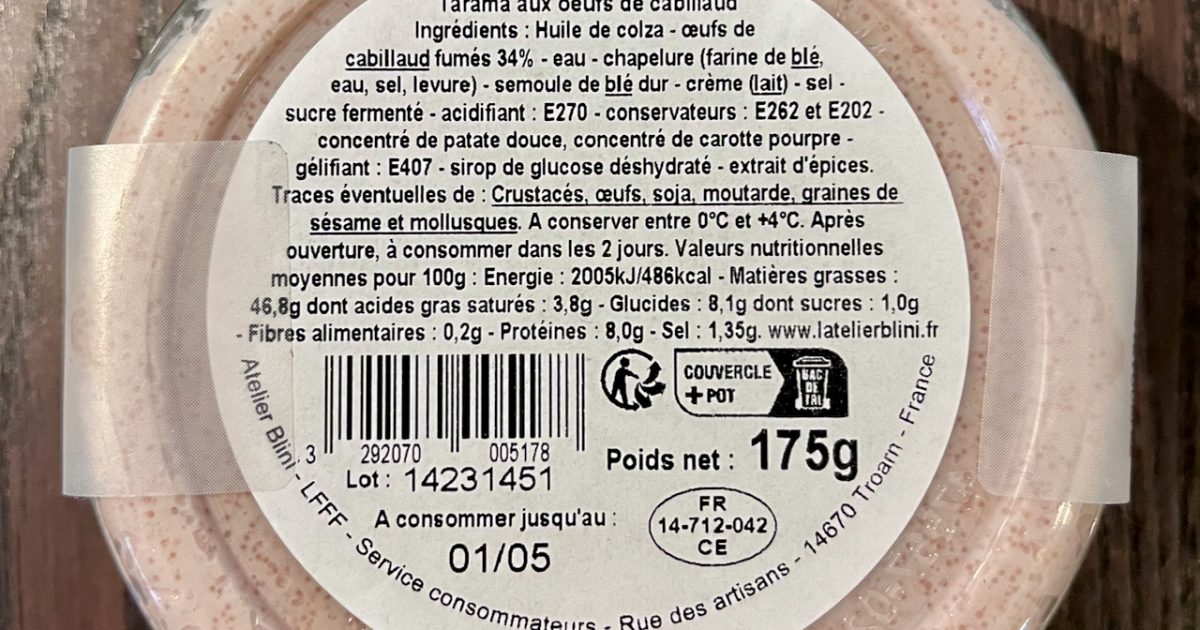 Tarama aux oeufs de cabillaud
Ingrédients : Huile de colza - œufs de
cabillaud fumés 34% - eau - chapelure (farine de blé,
eau, sel, levure) - semoule de blé dur - crème (lait) - sel -
sucre fermenté - acidifiant : E270 - conservateurs : E262 et E202 -
concentré de patate douce, concentré de carotte pourpre -
gélifiant : E407 - sirop de glucose déshydraté - extrait d'épices.
Traces éventuelles de : Crustacés, œufs, soja, moutarde, graines de
sésame et mollusques. A conserver entre 0°C et +4°C. Après
ouverture, à consommer dans les 2 jours. Valeurs nutritionnelles
moyennes pour 100g : Energie : 2005kJ/486kcal - Matières grasses :
46,8g dont acides gras saturés : 3,8g - Glucides : 8,1g dont sucres : 1,0g
- Fibres alimentaires : 0,2g - Protéines : 8,0g - Sel : 1,35g. www.latelierblini.fr
COUVERCLE
+ POT
BAC
DE
TRI
3 292070 005178
Poids net : 175g
Lot : 14231451
A consommer jusqu'au :
01/05
FR
14-712-042
CE
Atelier Blini - LFFF - Service consommateurs - Rue des artisans - 14670 Troarn - France